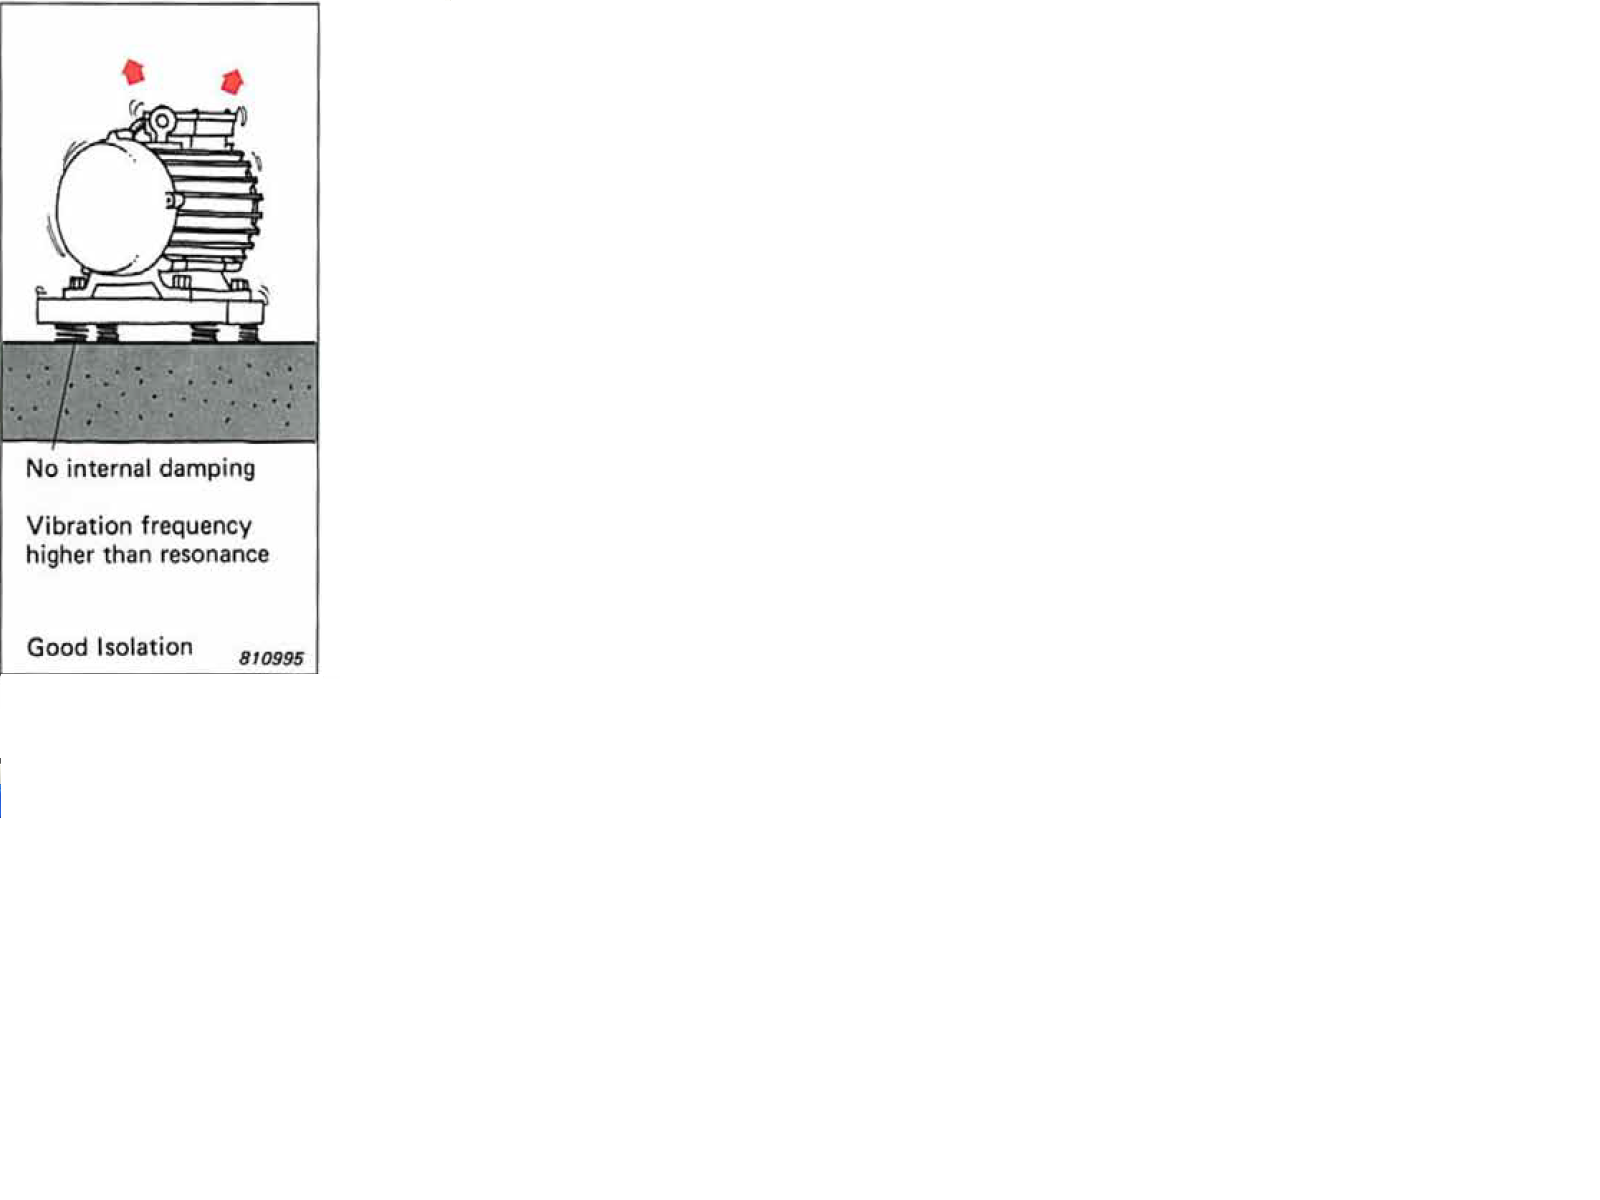 No internal damping
Vibration frequency
higher than resonance
Good Isolation
810995